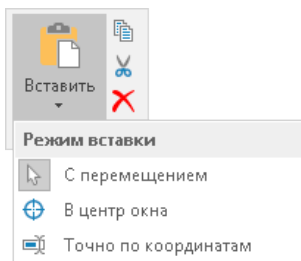 Вставить
Режим вставки
С перемещением
В центр окна
Точно по координатам